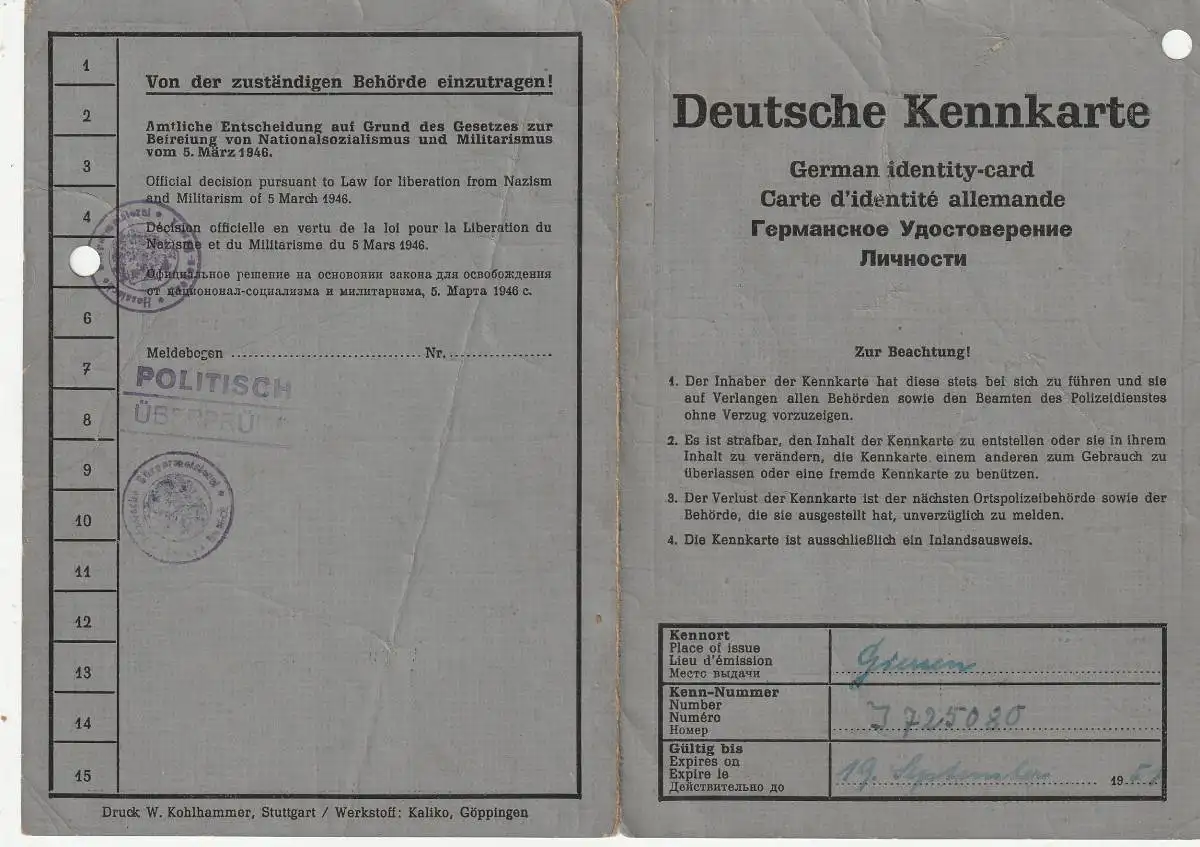 1
2
3
4
6
7
8
9
10
11
12
13
14
15
Von der zuständigen Behörde einzutragen!
Amtliche Entscheidung auf Grund des Gesetzes zur
Befreiung von Nationalsozialismus und Militarismus
vom 5. März 1946.
Official decision pursuant to Law for liberation from Nazism
and Militarism of 5 March 1946.
Décision officielle en vertu de la loi pour la Liberation du
Nazisme et du Militarisme du 5 Mars 1946.
Официальное решение на основонии закона для освобождения
от национонал-социализма и милитаризма, 5. Марта 1946 г.
Meldebogen Nr.
POLITISCH
ÜBERPRÜFT
Druck W. Kohlhammer, Stuttgart / Werkstoff: Kaliko, Göppingen
Deutsche Kennkarte
German identity-card
Carte d'identité allemande
Германское Удостоверение
Личности
Zur Beachtung!
1. Der Inhaber der Kennkarte hat diese stets bei sich zu führen und sie
auf Verlangen allen Behörden sowie den Beamten des Polizeidienstes
ohne Verzug vorzuzeigen.
2. Es ist strafbar, den Inhalt der Kennkarte zu entstellen oder sie in ihrem
Inhalt zu verändern, die Kennkarte einem anderen zum Gebrauch zu
überlassen oder eine fremde Kennkarte zu benützen.
3. Der Verlust der Kennkarte ist der nächsten Ortspolizeibehörde sowie der
Behörde, die sie ausgestellt hat, unverzüglich zu melden.
4. Die Kennkarte ist ausschließlich ein Inlandsausweis.
Kennort
Place of issue
Lieu d'émission
Место выдачи
Giessen
Kenn-Nummer
Number
Numéro
Номер
J 725080
Gültig bis
Expires on
Expire le
Действительно до
19. September 1951